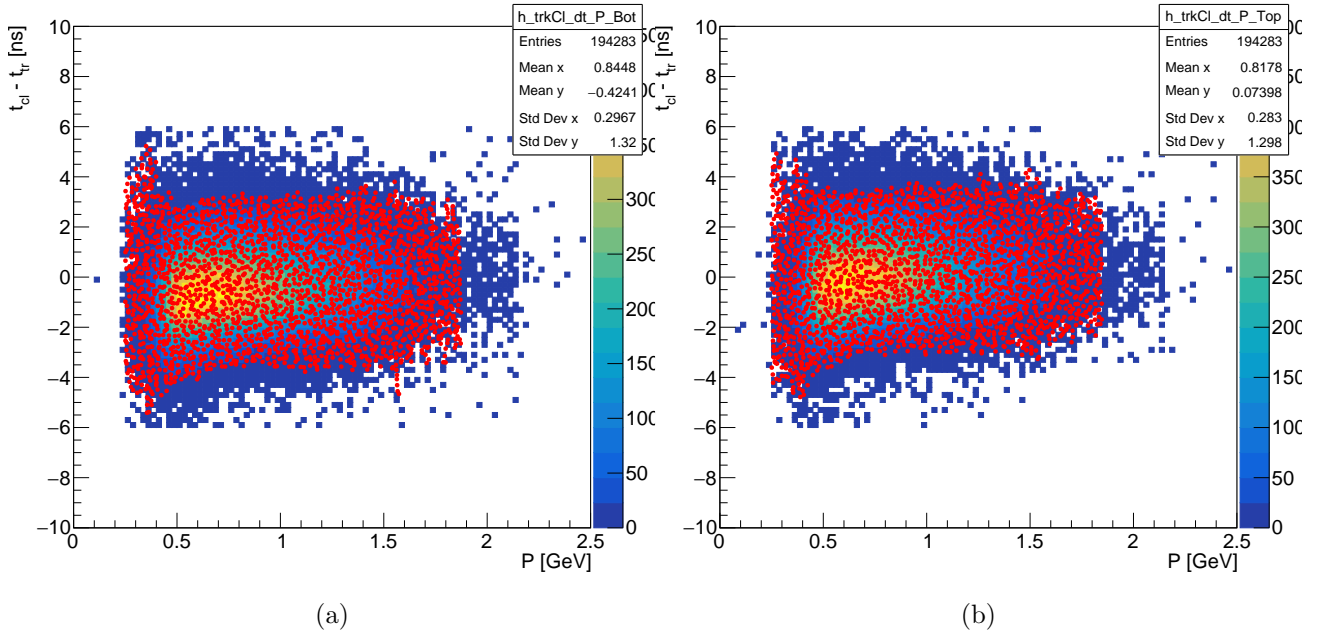 h_trkCl_dt_P_Bot
Entries 194283
Mean x 0.8448
Mean y −0.4241
Std Dev x 0.2967
Std Dev y 1.32
t_cl - t_tr [ns]
10
8
6
4
2
0
−2
−4
−6
−8
−10
0 0.5 1 1.5 2 2.5
P [GeV]
300
250
200
150
100
50
0
(a)
h_trkCl_dt_P_Top
Entries 194283
Mean x 0.8178
Mean y 0.07398
Std Dev x 0.283
Std Dev y 1.298
t_cl - t_tr [ns]
10
8
6
4
2
0
−2
−4
−6
−8
−10
0 0.5 1 1.5 2 2.5
P [GeV]
350
300
250
200
150
100
50
0
(b)